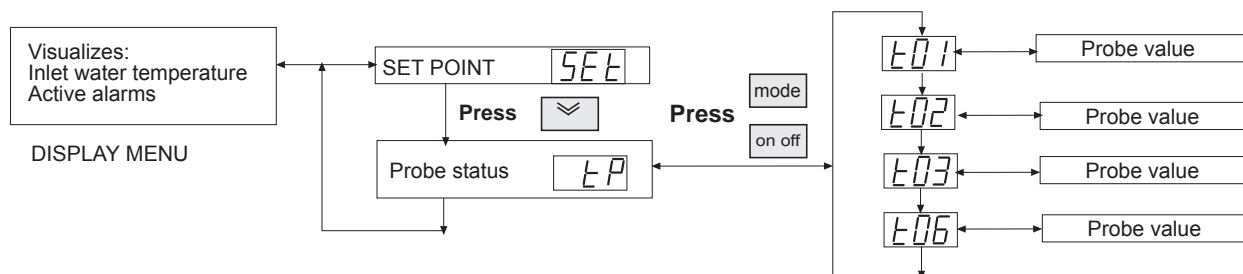 Visualizes:
Inlet water temperature
Active alarms
DISPLAY MENU
SET POINT SEt
Press
Probe status tP
Press
mode
on off
t01 Probe value
t02 Probe value
t03 Probe value
t06 Probe value